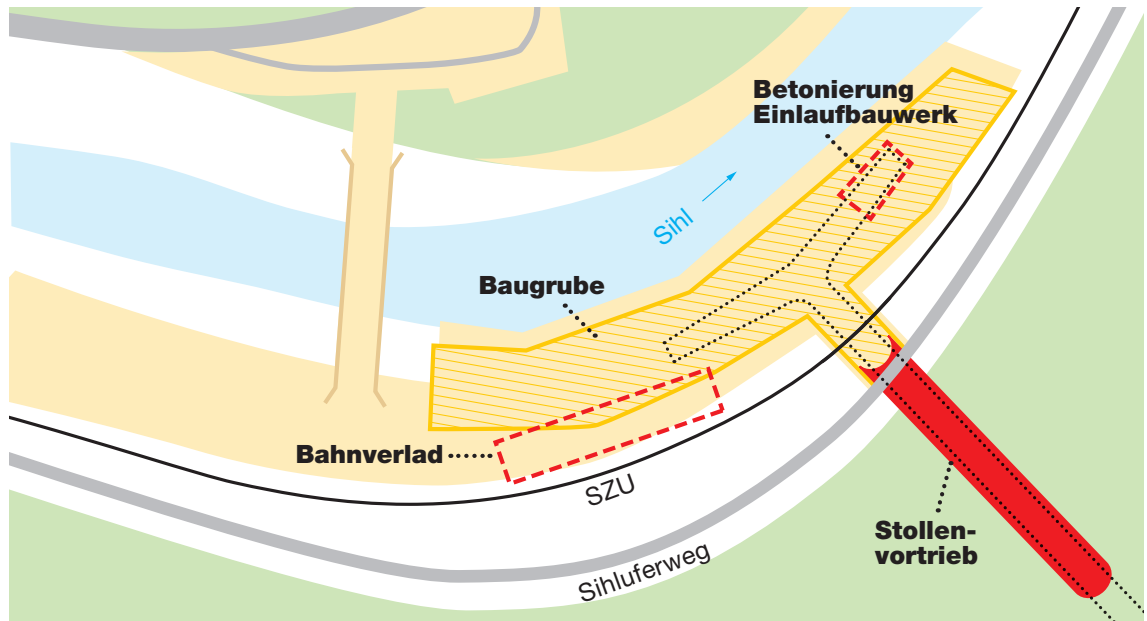 Betonierung
Einlaufbauwerk
Sihl
Baugrube
Bahnverlad
SZU
Stollen-
vortrieb
Sihluferweg